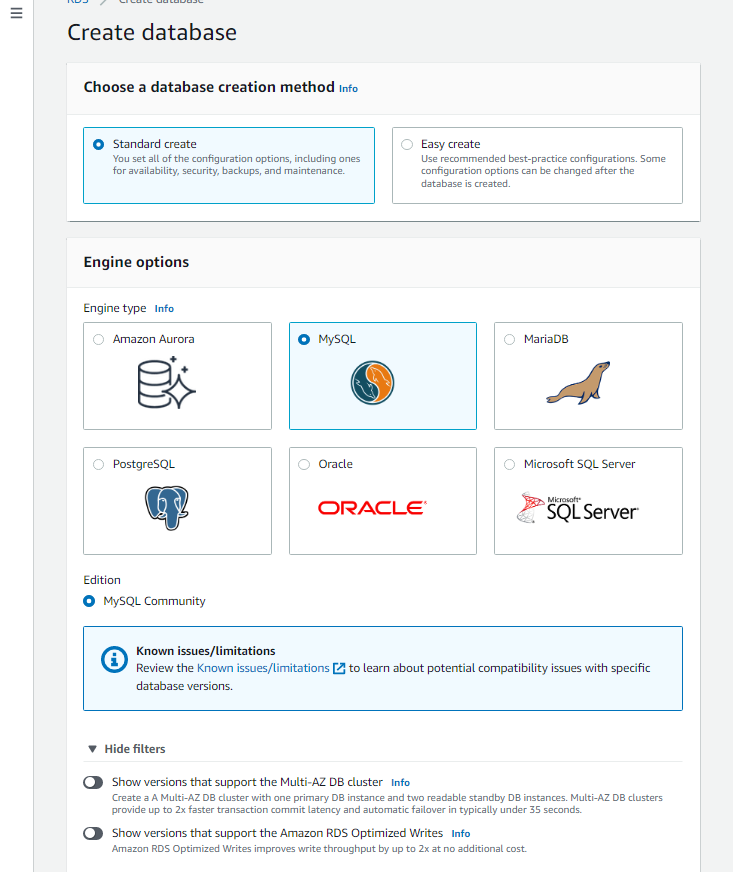 RDS > Create database
Create database
Choose a database creation method Info
Standard create
You set all of the configuration options, including ones
for availability, security, backups, and maintenance.
Easy create
Use recommended best-practice configurations. Some
configuration options can be changed after the
database is created.
Engine options
Engine type Info
Amazon Aurora
MySQL
MariaDB
PostgreSQL
Oracle
ORACLE
Microsoft SQL Server
Microsoft®
SQL Server®
Edition
MySQL Community
Known issues/limitations
Review the Known issues/limitations to learn about potential compatibility issues with specific
database versions.
Hide filters
Show versions that support the Multi-AZ DB cluster Info
Create a A Multi-AZ DB cluster with one primary DB instance and two readable standby DB instances. Multi-AZ DB clusters
provide up to 2x faster transaction commit latency and automatic failover in typically under 35 seconds.
Show versions that support the Amazon RDS Optimized Writes Info
Amazon RDS Optimized Writes improves write throughput by up to 2x at no additional cost.